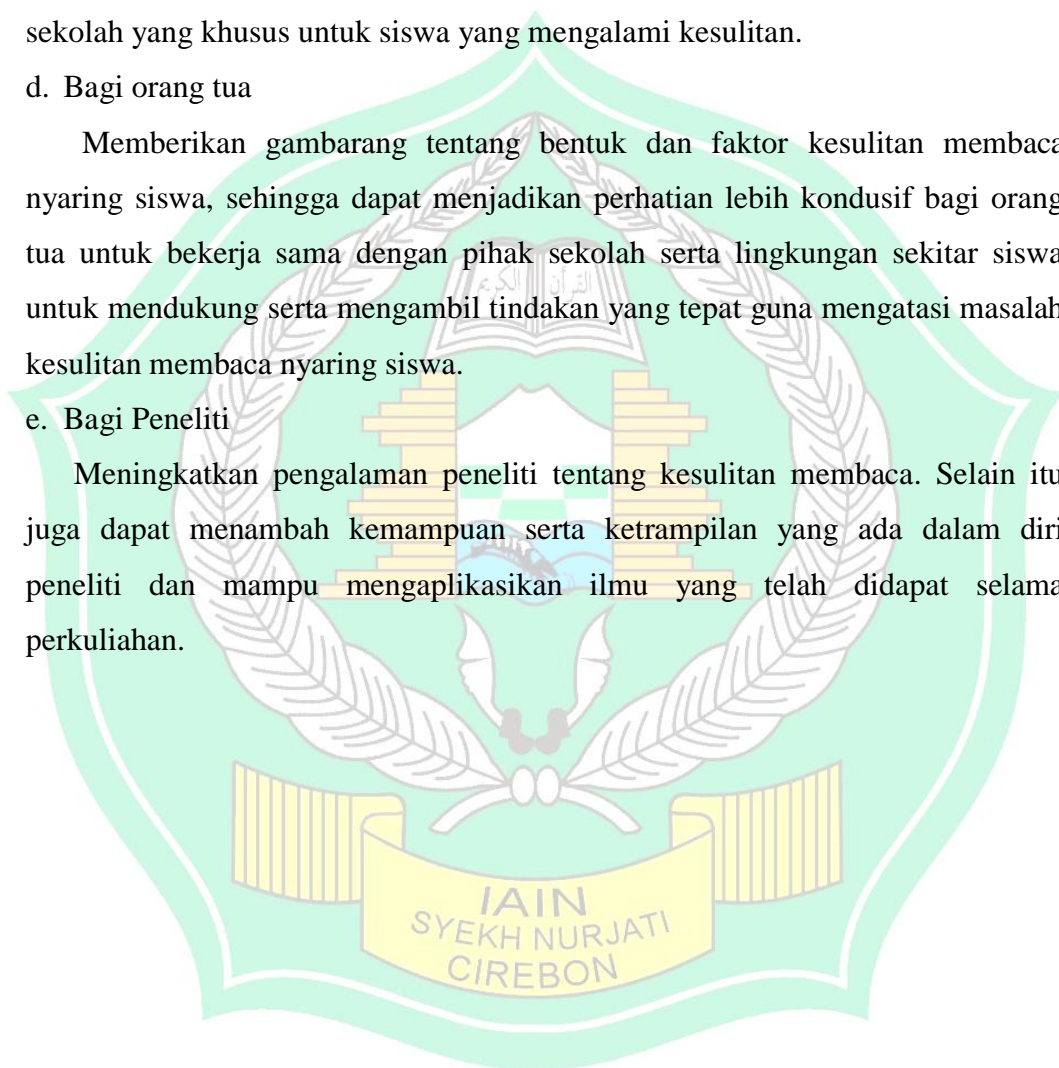 sekolah yang khusus untuk siswa yang mengalami kesulitan.
d. Bagi orang tua
Memberikan gambarang tentang bentuk dan faktor kesulitan membaca
nyaring siswa, sehingga dapat menjadikan perhatian lebih kondusif bagi orang
tua untuk bekerja sama dengan pihak sekolah serta lingkungan sekitar siswa
untuk mendukung serta mengambil tindakan yang tepat guna mengatasi masalah
kesulitan membaca nyaring siswa.
e. Bagi Peneliti
Meningkatkan pengalaman peneliti tentang kesulitan membaca. Selain itu
juga dapat menambah kemampuan serta ketrampilan yang ada dalam diri
peneliti dan mampu mengaplikasikan ilmu yang telah didapat selama
perkuliahan.
القرآن الكريم
IAIN
SYEKH NURJATI
CIREBON